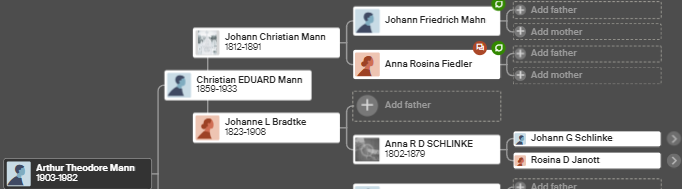 Johann Friedrich Mahn
Add father
Add mother
Johann Christian Mann
1812-1891
Anna Rosina Fiedler
Add father
Add mother
Christian EDUARD Mann
1859-1933
Add father
Johanne L Bradtke
1823-1908
Anna R D SCHLINKE
1802-1879
Johann G Schlinke
Rosina D Janott
Arthur Theodore Mann
1903-1982
Add father